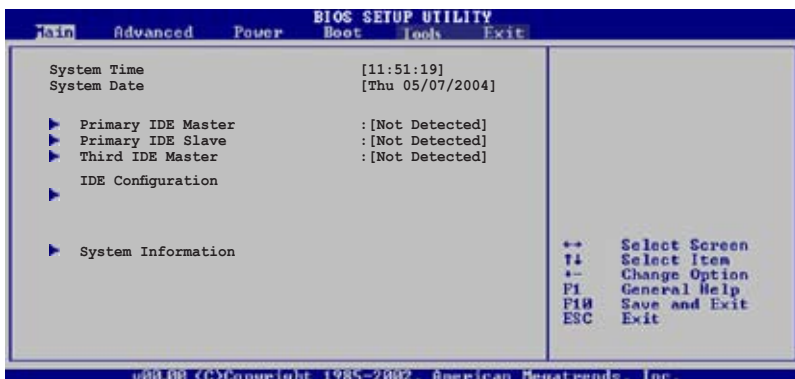 BIOS SETUP UTILITY
Main Advanced Power Boot Tools Exit
System Time [11:51:19]
System Date [Thu 05/07/2004]
Primary IDE Master :[Not Detected]
Primary IDE Slave :[Not Detected]
Third IDE Master :[Not Detected]
IDE Configuration
System Information
←→ Select Screen
↑↓ Select Item
+- Change Option
F1 General Help
F10 Save and Exit
ESC Exit
v00.00 (C)Copyright 1985-2002, American Megatrends, Inc.